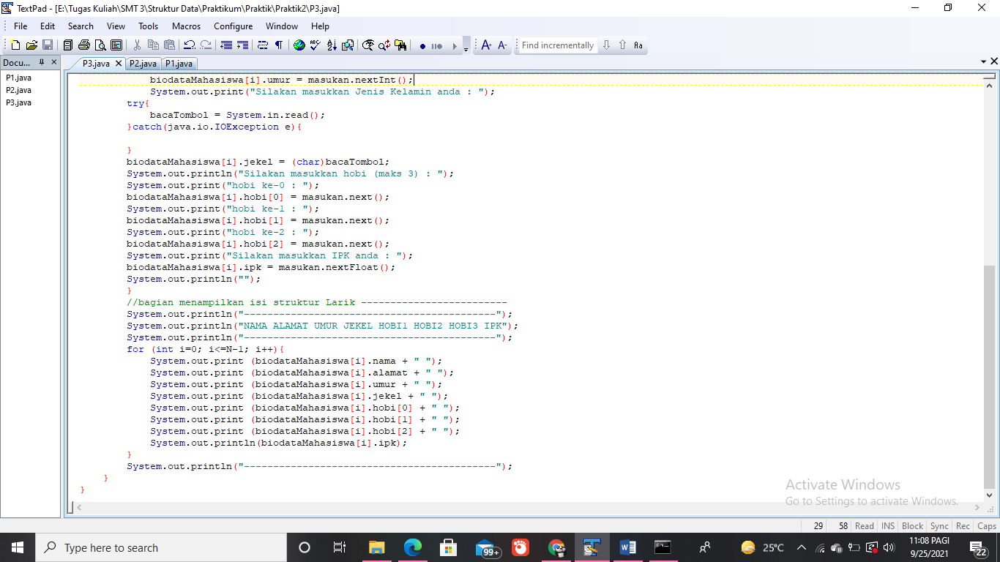 TextPad - [E:\Tugas Kuliah\SMT 3\Struktur Data\Praktikum\Praktik\Praktik2\P3.java]
File Edit Search View Tools Macros Configure Window Help
Find incrementally
Docu...
P3.java P2.java P1.java
P1.java
P2.java
P3.java
biodataMahasiswa[i].umur = masukan.nextInt();
System.out.print("Silakan masukkan Jenis Kelamin anda : ");
try{
bacaTombol = System.in.read();
}catch(java.io.IOException e){
}
biodataMahasiswa[i].jekel = (char)bacaTombol;
System.out.println("Silakan masukkan hobi (maks 3) : ");
System.out.print("hobi ke-0 : ");
biodataMahasiswa[i].hobi[0] = masukan.next();
System.out.print("hobi ke-1 : ");
biodataMahasiswa[i].hobi[1] = masukan.next();
System.out.print("hobi ke-2 : ");
biodataMahasiswa[i].hobi[2] = masukan.next();
System.out.print("Silakan masukkan IPK anda : ");
biodataMahasiswa[i].ipk = masukan.nextFloat();
System.out.println("");
}
//bagian menampilkan isi struktur Larik -------------------------
System.out.println("-------------------------------------------");
System.out.println("NAMA ALAMAT UMUR JEKEL HOBI1 HOBI2 HOBI3 IPK");
System.out.println("-------------------------------------------");
for (int i=0; i<=N-1; i++){
System.out.print (biodataMahasiswa[i].nama + " ");
System.out.print (biodataMahasiswa[i].alamat + " ");
System.out.print (biodataMahasiswa[i].umur + " ");
System.out.print (biodataMahasiswa[i].jekel + " ");
System.out.print (biodataMahasiswa[i].hobi[0] + " ");
System.out.print (biodataMahasiswa[i].hobi[1] + " ");
System.out.print (biodataMahasiswa[i].hobi[2] + " ");
System.out.println(biodataMahasiswa[i].ipk);
}
System.out.println("-------------------------------------------");
}
}
Activate Windows
Go to Settings to activate Windows.
29 58 Read INS Block Sync Rec Caps
Type here to search
99+
25°C
11:08 PAGI
9/25/2021
22